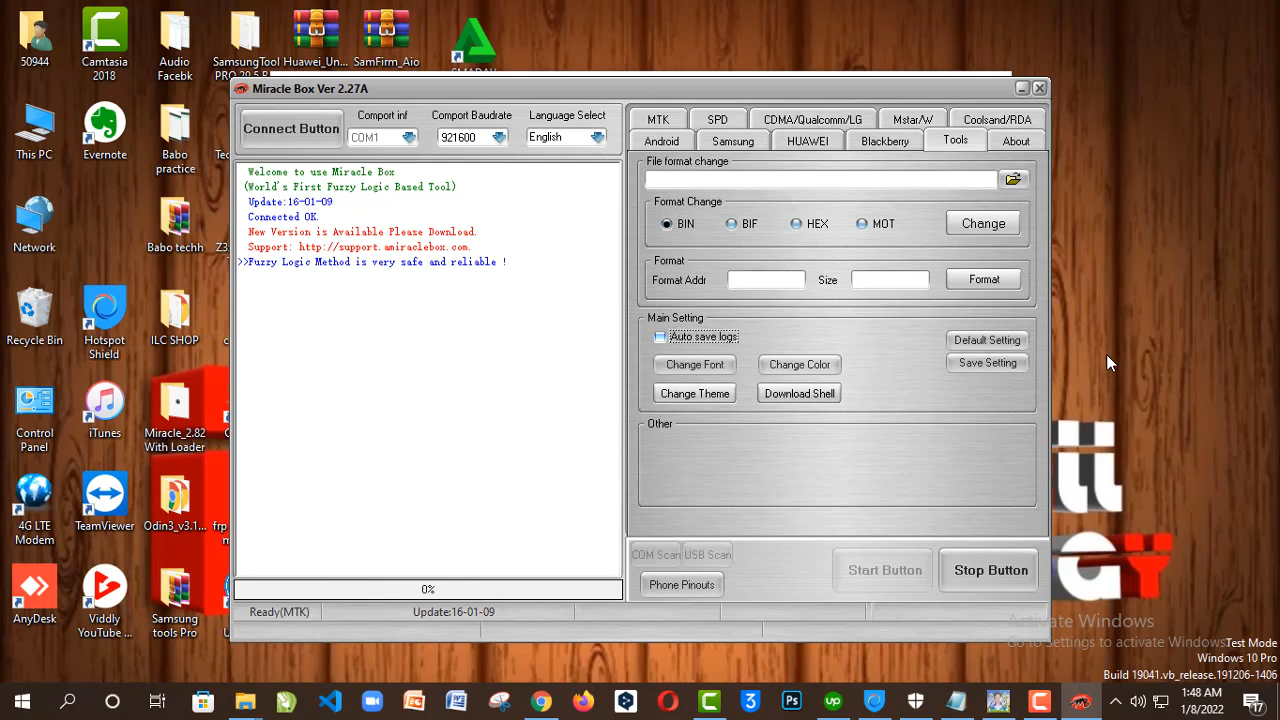 50944
Camtasia 2018
Audio Facebk
SamsungTool PRO 29.5
Huawei_Un...
SamFirm_Aio
This PC
Evernote
Babo practice
Network
Babo techh
Recycle Bin
Hotspot Shield
ILC SHOP
Control Panel
iTunes
Miracle_2.82 With Loader
4G LTE Modem
TeamViewer
Odin3_v3.1...
frp
AnyDesk
Viddly YouTube ...
Samsung tools Pro
Miracle Box Ver 2.27A
Connect Button
Comport inf
Comport Baudrate
Language Select
COM1
921600
English
Welcome to use Miracle Box
(World's First Fuzzy Logic Based Tool)
Update:16-01-09
Connected OK.
New Version is Available Please Download.
Support: http://support.amiraclebox.com.
>>Fuzzy Logic Method is very safe and reliable !
0%
Ready(MTK)
Update:16-01-09
MTK
SPD
CDMA/Qualcomm/LG
Mstar/W
Coolsand/RDA
Android
Samsung
HUAWEI
Blackberry
Tools
About
File format change
Format Change
BIN
BIF
HEX
MOT
Change
Format
Format Addr
Size
Format
Main Setting
Auto save logs
Default Setting
Change Font
Change Color
Save Setting
Change Theme
Download Shell
Other
COM Scan
USB Scan
Start Button
Stop Button
Phone Pinouts
Activate Windows
Go to Settings to activate Windows.
Test Mode
Windows 10 Pro
Build 19041.vb_release.191206-1406
1:48 AM
1/8/2022
17